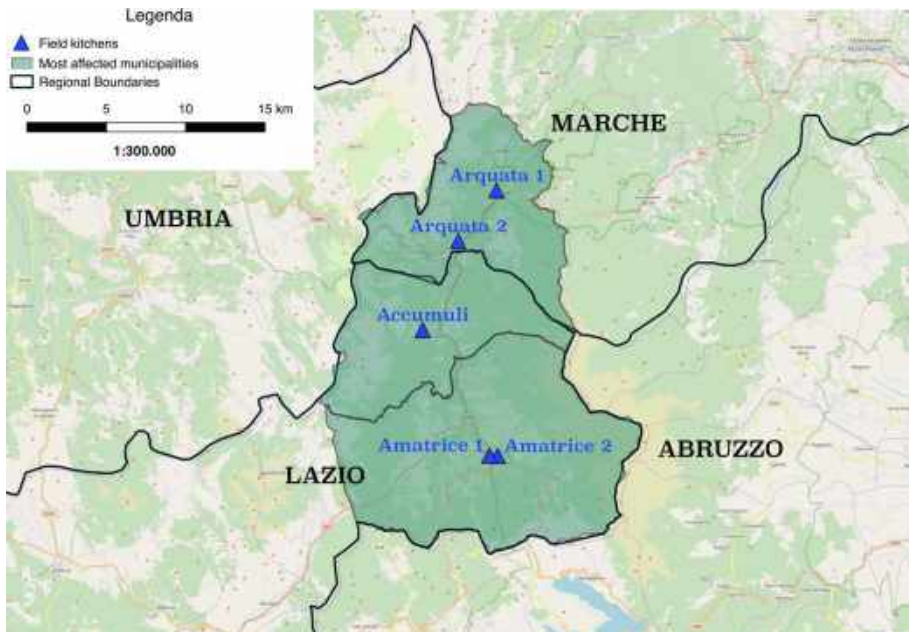 Legenda
Field kitchens
Most affected municipalities
Regional Boundaries
0 5 10 15 km
1:300.000
MARCHE
Arquata 1
UMBRIA
Arquata 2
Accumuli
Amatrice 1 Amatrice 2
ABRUZZO
LAZIO